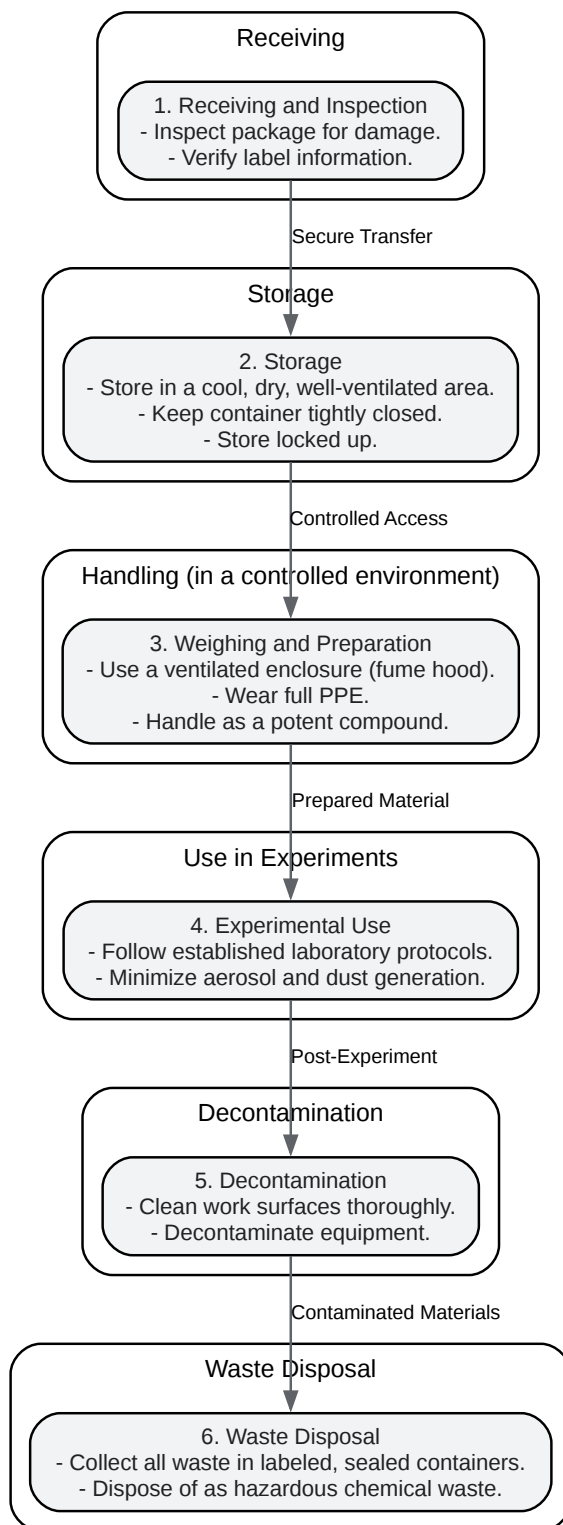 Receiving
1. Receiving and Inspection
- Inspect package for damage.
- Verify label information.
Secure Transfer
Storage
2. Storage
- Store in a cool, dry, well-ventilated area.
- Keep container tightly closed.
- Store locked up.
Controlled Access
Handling (in a controlled environment)
3. Weighing and Preparation
- Use a ventilated enclosure (fume hood).
- Wear full PPE.
- Handle as a potent compound.
Prepared Material
Use in Experiments
4. Experimental Use
- Follow established laboratory protocols.
- Minimize aerosol and dust generation.
Post-Experiment
Decontamination
5. Decontamination
- Clean work surfaces thoroughly.
- Decontaminate equipment.
Contaminated Materials
Waste Disposal
6. Waste Disposal
- Collect all waste in labeled, sealed containers.
- Dispose of as hazardous chemical waste.